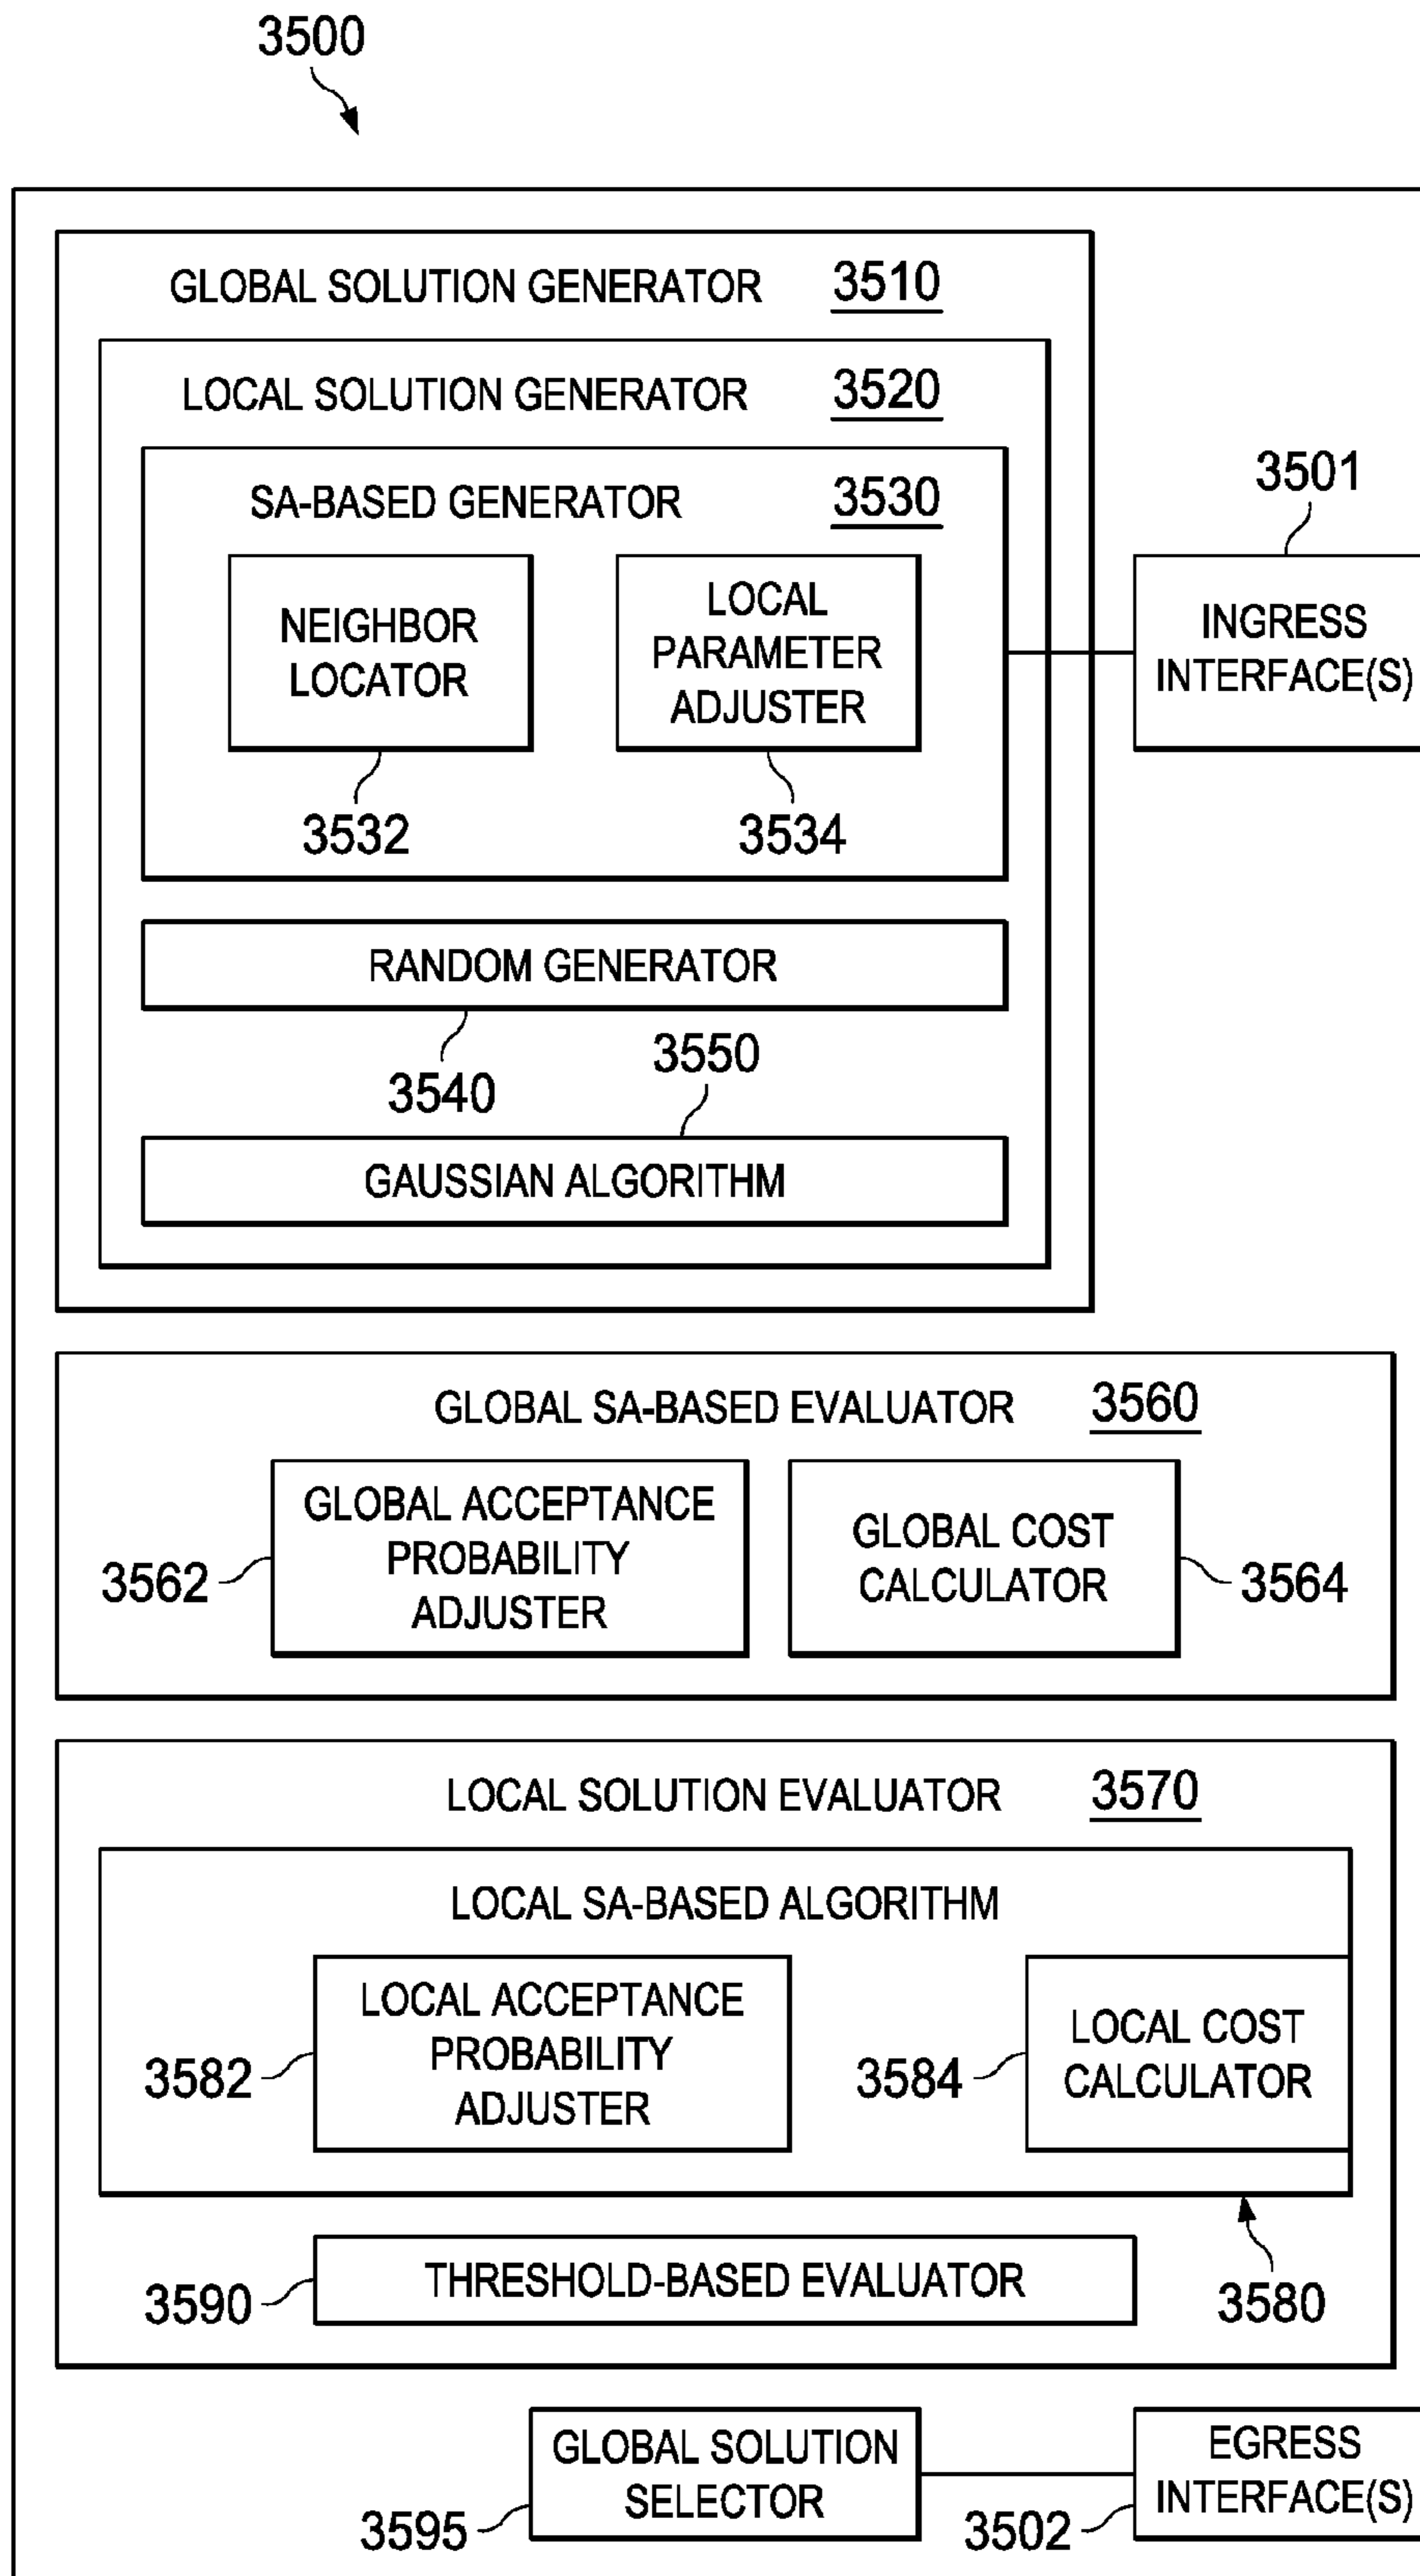 3500
GLOBAL SOLUTION GENERATOR 3510
LOCAL SOLUTION GENERATOR 3520
SA-BASED GENERATOR 3530
NEIGHBOR
LOCATOR
3532
LOCAL
PARAMETER
ADJUSTER
3534
3501
INGRESS
INTERFACE(S)
RANDOM GENERATOR
3540
3550
GAUSSIAN ALGORITHM
GLOBAL SA-BASED EVALUATOR 3560
3562
GLOBAL ACCEPTANCE
PROBABILITY
ADJUSTER
GLOBAL COST
CALCULATOR
3564
LOCAL SOLUTION EVALUATOR 3570
LOCAL SA-BASED ALGORITHM
3582
LOCAL ACCEPTANCE
PROBABILITY
ADJUSTER
3584
LOCAL COST
CALCULATOR
3590
THRESHOLD-BASED EVALUATOR
3580
GLOBAL SOLUTION
SELECTOR
3595
EGRESS
INTERFACE(S)
3502